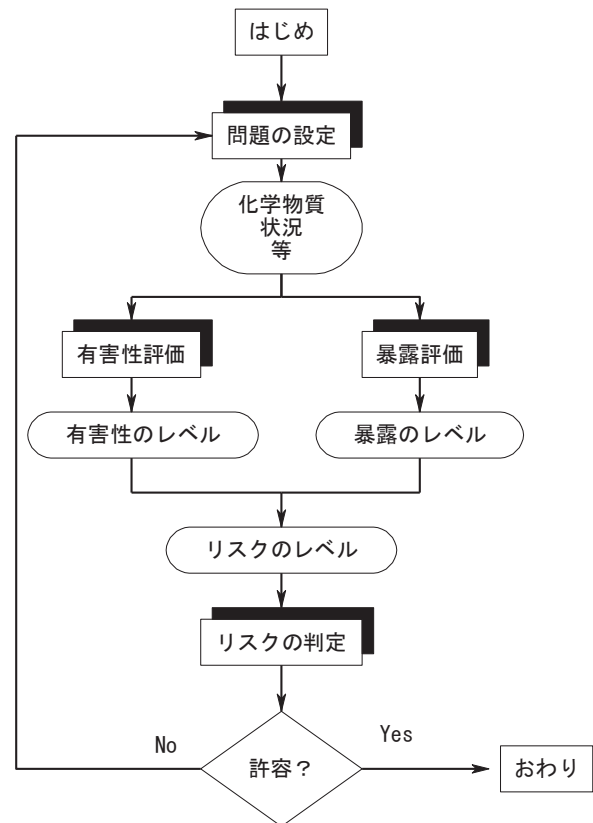 はじめ
問題の設定
化学物質
状況
等
有害性評価
暴露評価
有害性のレベル
暴露のレベル
リスクのレベル
リスクの判定
No
Yes
許容？
おわり